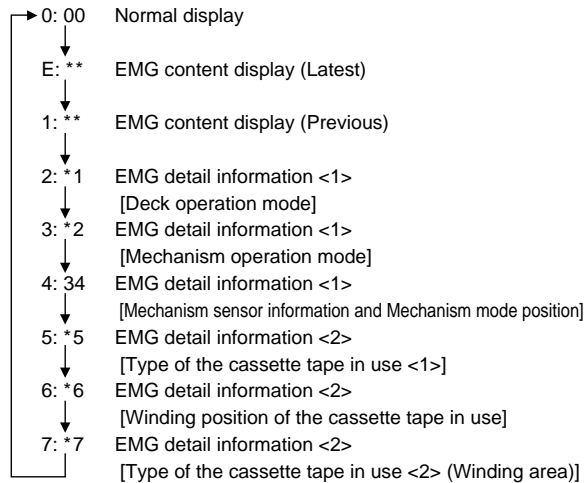 0: 00 Normal display
E: ** EMG content display (Latest)
1: ** EMG content display (Previous)
2: *1 EMG detail information <1>
[Deck operation mode]
3: *2 EMG detail information <1>
[Mechanism operation mode]
4: 34 EMG detail information <1>
[Mechanism sensor information and Mechanism mode position]
5: *5 EMG detail information <2>
[Type of the cassette tape in use <1>]
6: *6 EMG detail information <2>
[Winding position of the cassette tape in use]
7: *7 EMG detail information <2>
[Type of the cassette tape in use <2> (Winding area)]